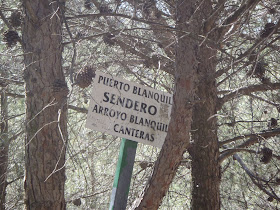 PUERTO BLANQUIL
SENDERO
ARROYO BLANQUIL
CANTERAS